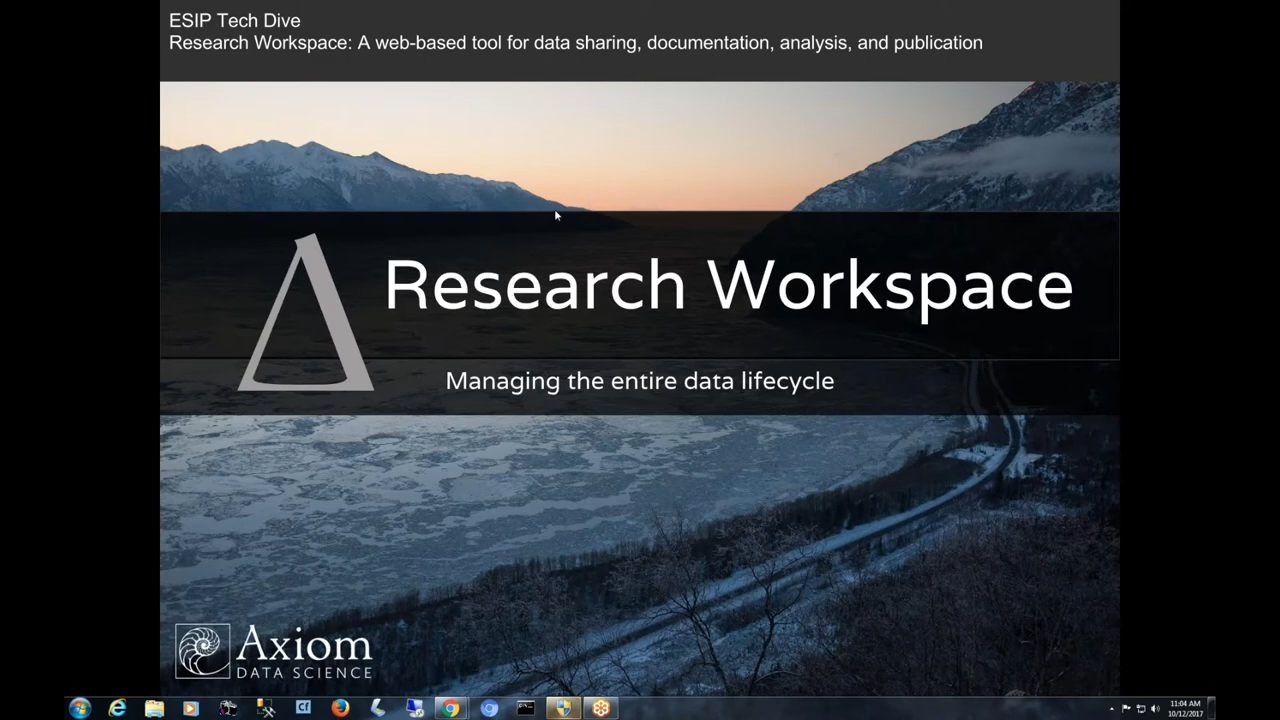 ESIP Tech Dive
Research Workspace: A web-based tool for data sharing, documentation, analysis, and publication
Research Workspace
Managing the entire data lifecycle
Axiom
DATA SCIENCE
Cf
11:04 AM
10/12/2017